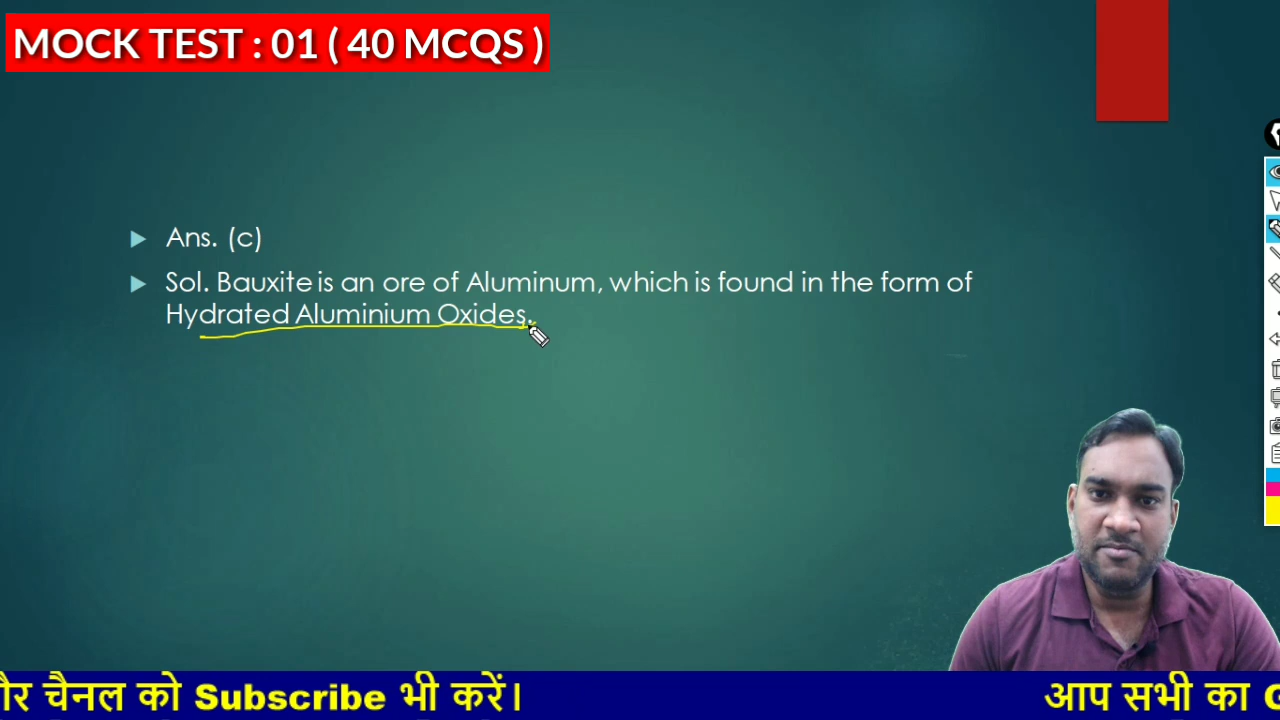 MOCK TEST : 01 ( 40 MCQS )
Ans. (c)
Sol. Bauxite is an ore of Aluminum, which is found in the form of
Hydrated Aluminium Oxides.
चैनल को Subscribe भी करें। आप सभी का